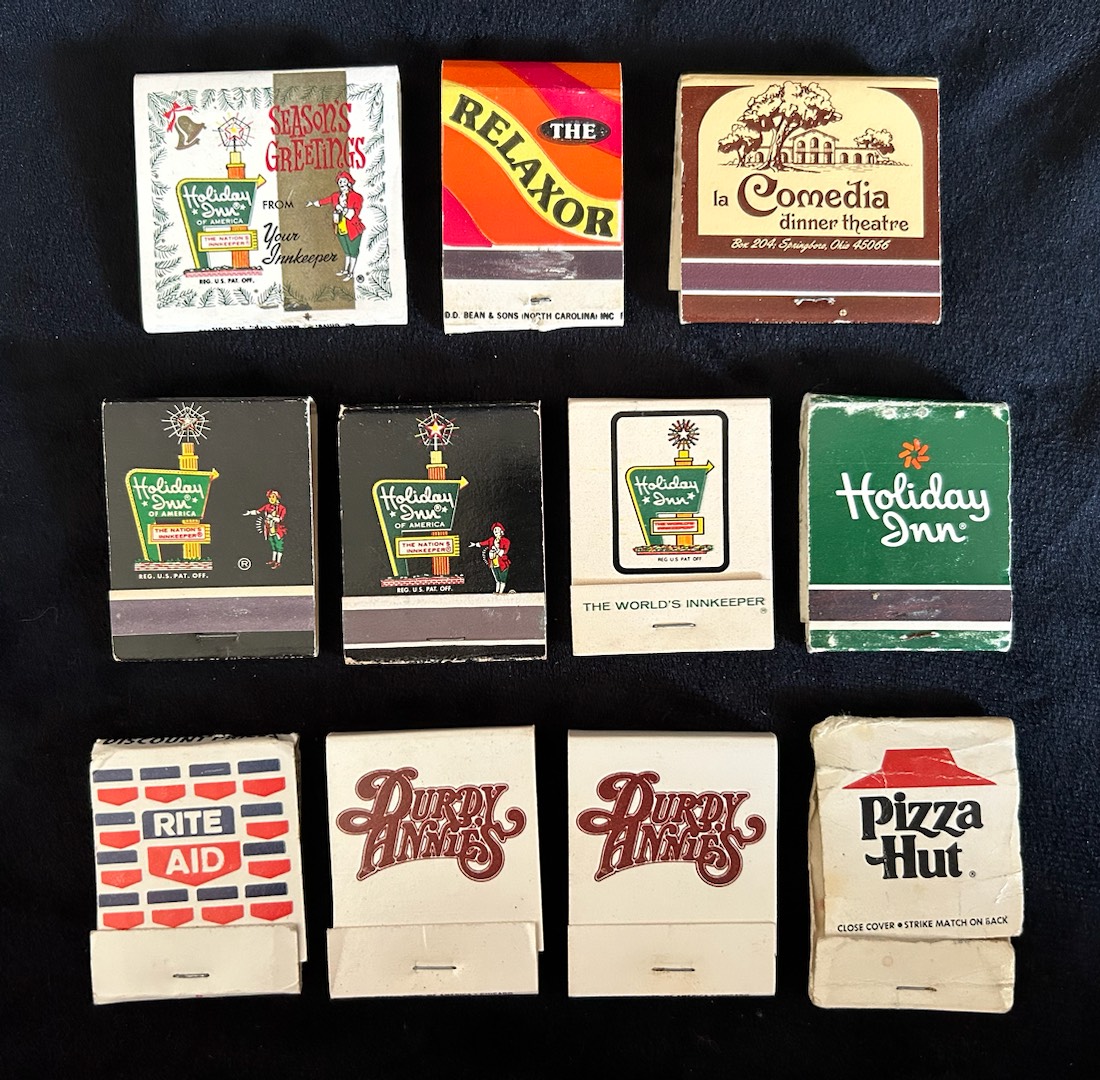 SEASON'S
GREETINGS
FROM
Your
Innkeeper
Holiday
Inn®
OF AMERICA
THE NATION'S
INNKEEPER®
®
REG. U.S. PAT. OFF.
THE
RELAXOR
D.D. BEAN & SONS (NORTH CAROLINA) INC
la Comedia
dinner theatre
Box 204, Springboro, Ohio 45066
Holiday
Inn®
OF AMERICA
THE NATION'S
INNKEEPER®
®
REG. U.S. PAT. OFF.
Holiday
Inn®
OF AMERICA
THE NATION'S
INNKEEPER®
REG. U.S. PAT. OFF.
Holiday
Inn
REG. U.S. PAT. OFF.
THE WORLD'S INNKEEPER®
Holiday
Inn®
RITE
AID
DURDY
ANNIES
DURDY
ANNIES
Pizza
Hut®
CLOSE COVER • STRIKE MATCH ON BACK